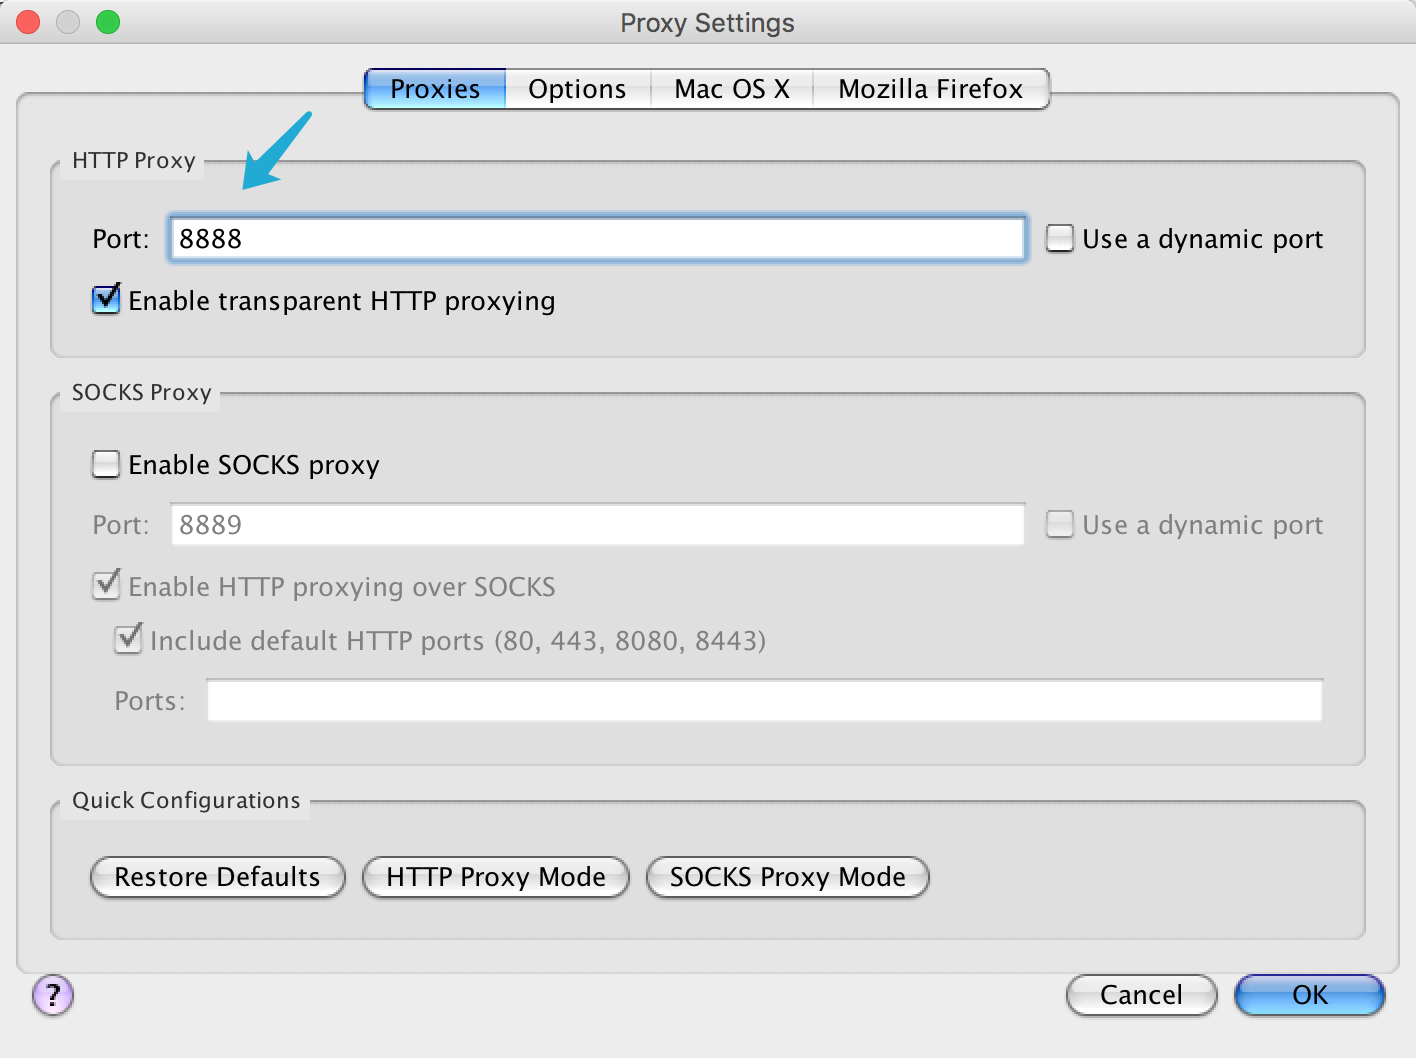 Proxy Settings
Proxies Options Mac OS X Mozilla Firefox
HTTP Proxy
Port: 8888 Use a dynamic port
Enable transparent HTTP proxying
SOCKS Proxy
Enable SOCKS proxy
Port: 8889 Use a dynamic port
Enable HTTP proxying over SOCKS
Include default HTTP ports (80, 443, 8080, 8443)
Ports:
Quick Configurations
Restore Defaults HTTP Proxy Mode SOCKS Proxy Mode
? Cancel OK